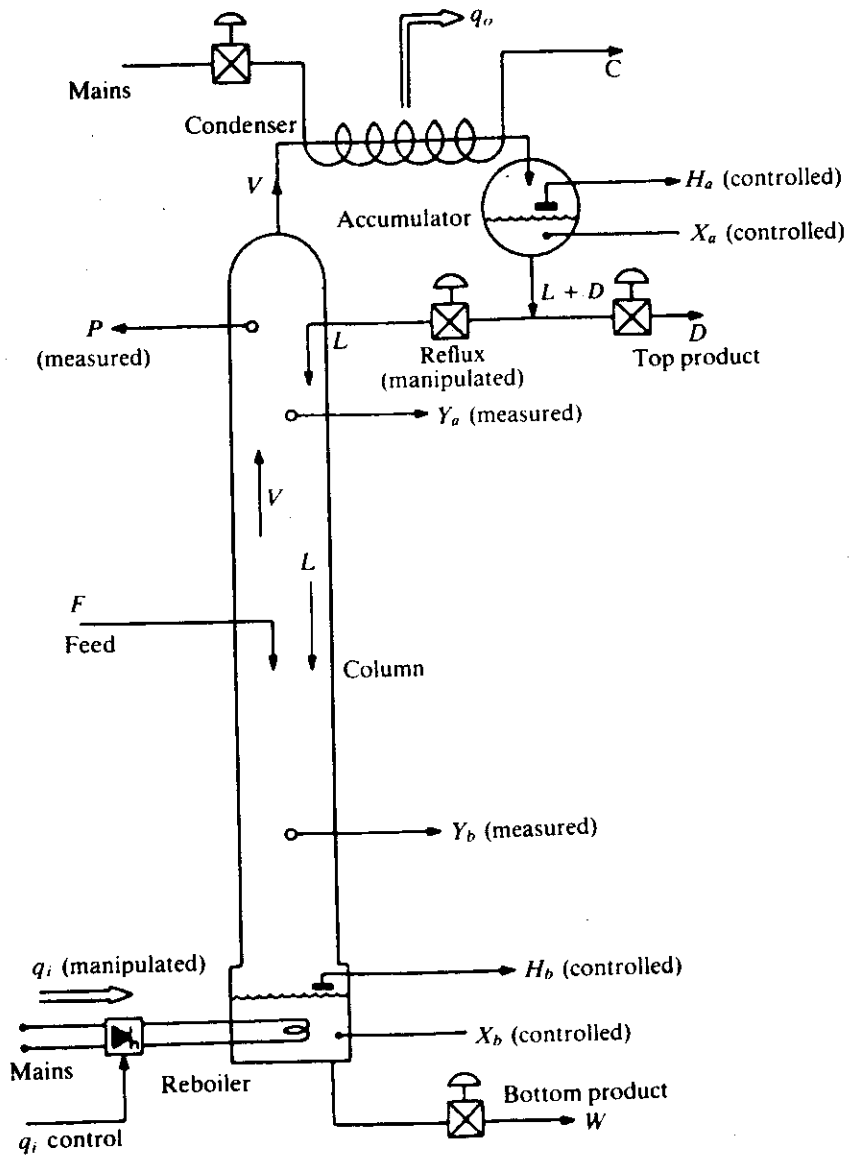 q_o
C
Mains
Condenser
V
H_a (controlled)
Accumulator
X_a (controlled)
L + D
P
(measured)
L
Reflux
(manipulated)
D
Top product
Y_a (measured)
V
L
F
Feed
Column
Y_b (measured)
q_i (manipulated)
H_b (controlled)
X_b (controlled)
Mains
Reboiler
Bottom product
W
q_i control